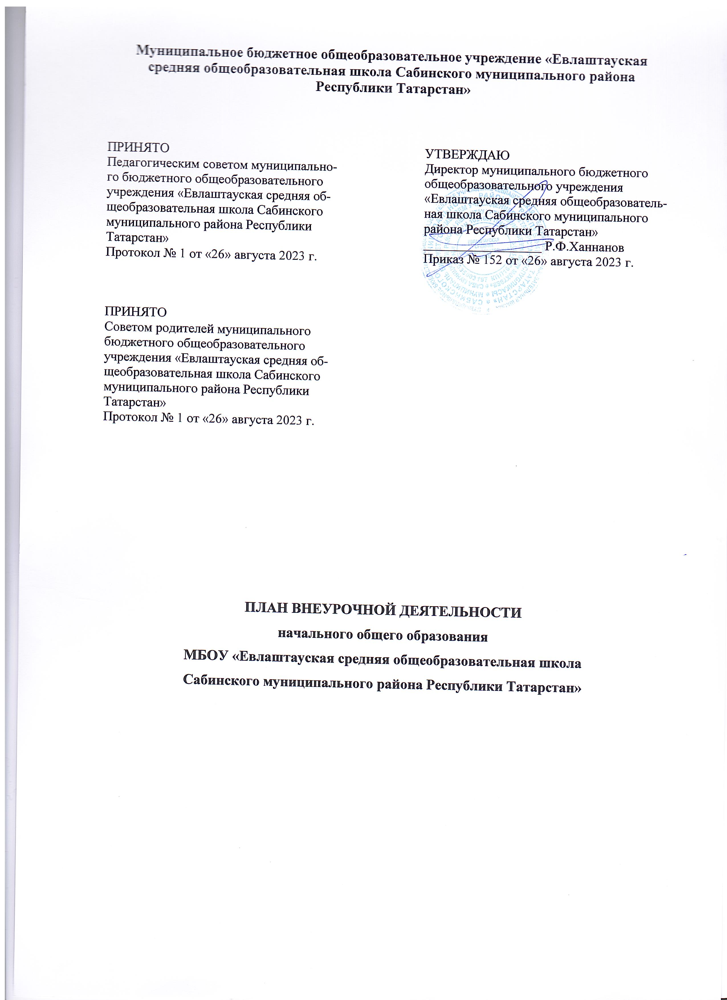 Муниципальное бюджетное общеобразовательное учреждение «Евлаштауская
средняя общеобразовательная школа Сабинского муниципального района
Республики Татарстан»
ПРИНЯТО
Педагогическим советом муниципально-
го бюджетного общеобразовательного
учреждения «Евлаштауская средняя об-
щеобразовательная школа Сабинского
муниципального района Республики
Татарстан»
Протокол № 1 от «26» августа 2023 г.
УТВЕРЖДАЮ
Директор муниципального бюджетного
общеобразовательного учреждения
«Евлаштауская средняя общеобразователь-
ная школа Сабинского муниципального
района Республики Татарстан»
Р.Ф.Ханнанов
Приказ № 152 от «26» августа 2023 г.
ПРИНЯТО
Советом родителей муниципального
бюджетного общеобразовательного
учреждения «Евлаштауская средняя об-
щеобразовательная школа Сабинского
муниципального района Республики
Татарстан»
Протокол № 1 от «26» августа 2023 г.
ПЛАН ВНЕУРОЧНОЙ ДЕЯТЕЛЬНОСТИ
начального общего образования
МБОУ «Евлаштауская средняя общеобразовательная школа
Сабинского муниципального района Республики Татарстан»